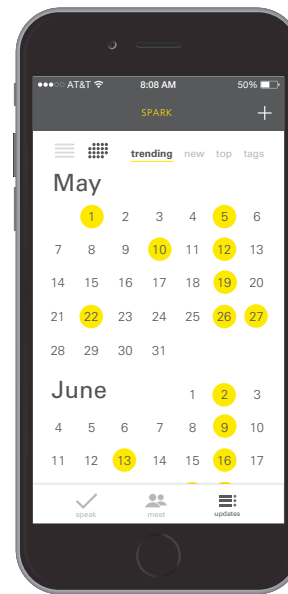 AT&T 8:08 AM 50%
SPARK +
trending new top tags
May
1 2 3 4 5 6
7 8 9 10 11 12 13
14 15 16 17 18 19 20
21 22 23 24 25 26 27
28 29 30 31
June 1 2 3
4 5 6 7 8 9 10
11 12 13 14 15 16 17
speak meet updates